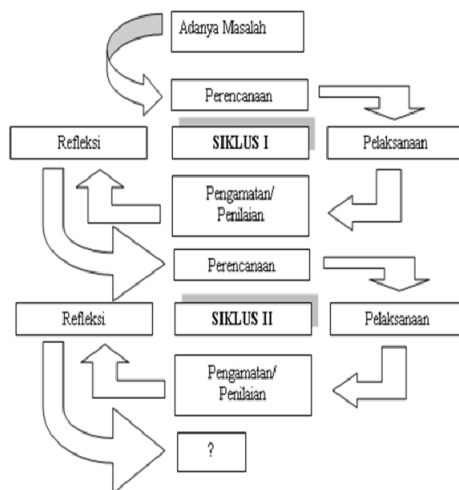 Adanya Masalah
Perencanaan
Refleksi
SIKLUS I
Pelaksanaan
Pengamatan/
Penilaian
Perencanaan
Refleksi
SIKLUS II
Pelaksanaan
Pengamatan/
Penilaian
?